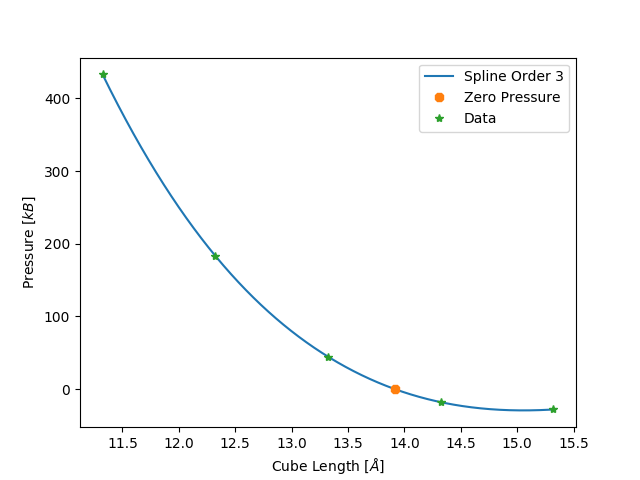 Spline Order 3
Zero Pressure
Data
Pressure [kB]
400
300
200
100
0
11.5 12.0 12.5 13.0 13.5 14.0 14.5 15.0 15.5
Cube Length [Å]